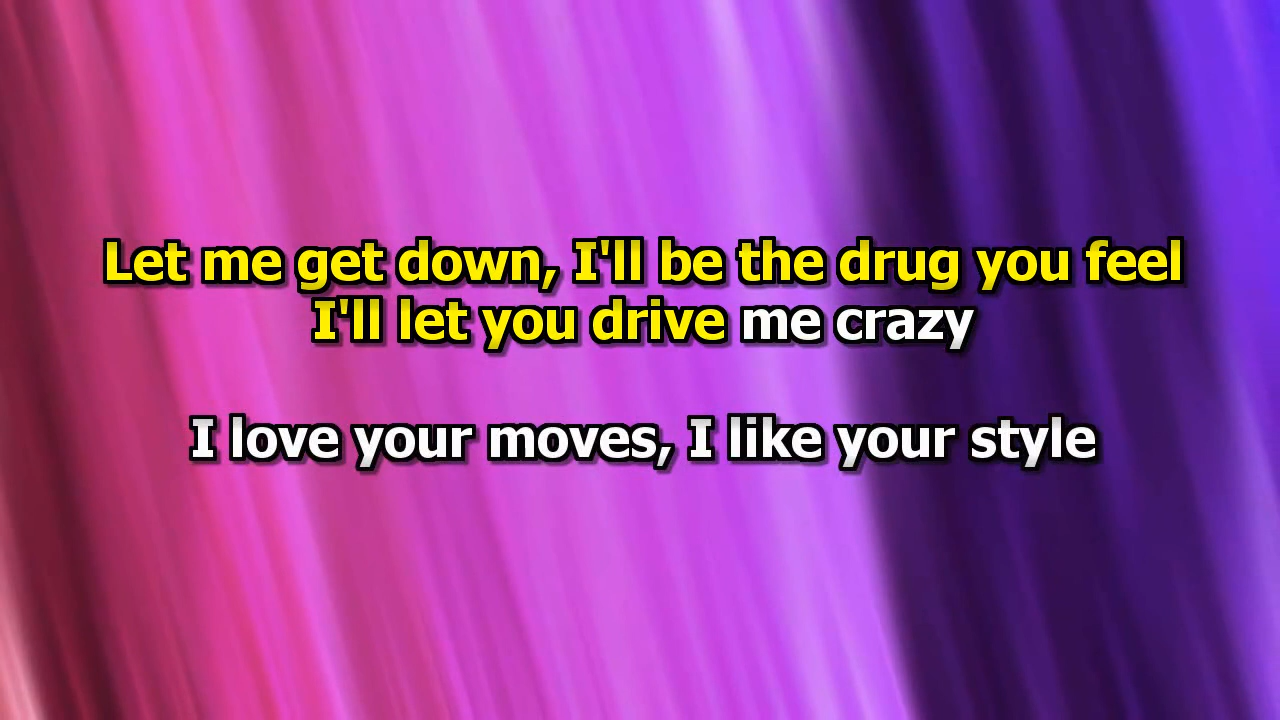 Let me get down, I'll be the drug you feel
I'll let you drive me crazy
I love your moves, I like your style